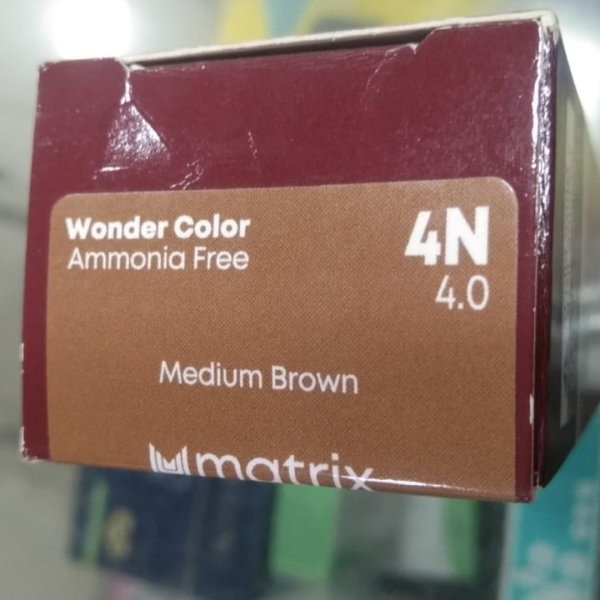 Wonder Color
Ammonia Free
4N
4.0
Medium Brown
matrix